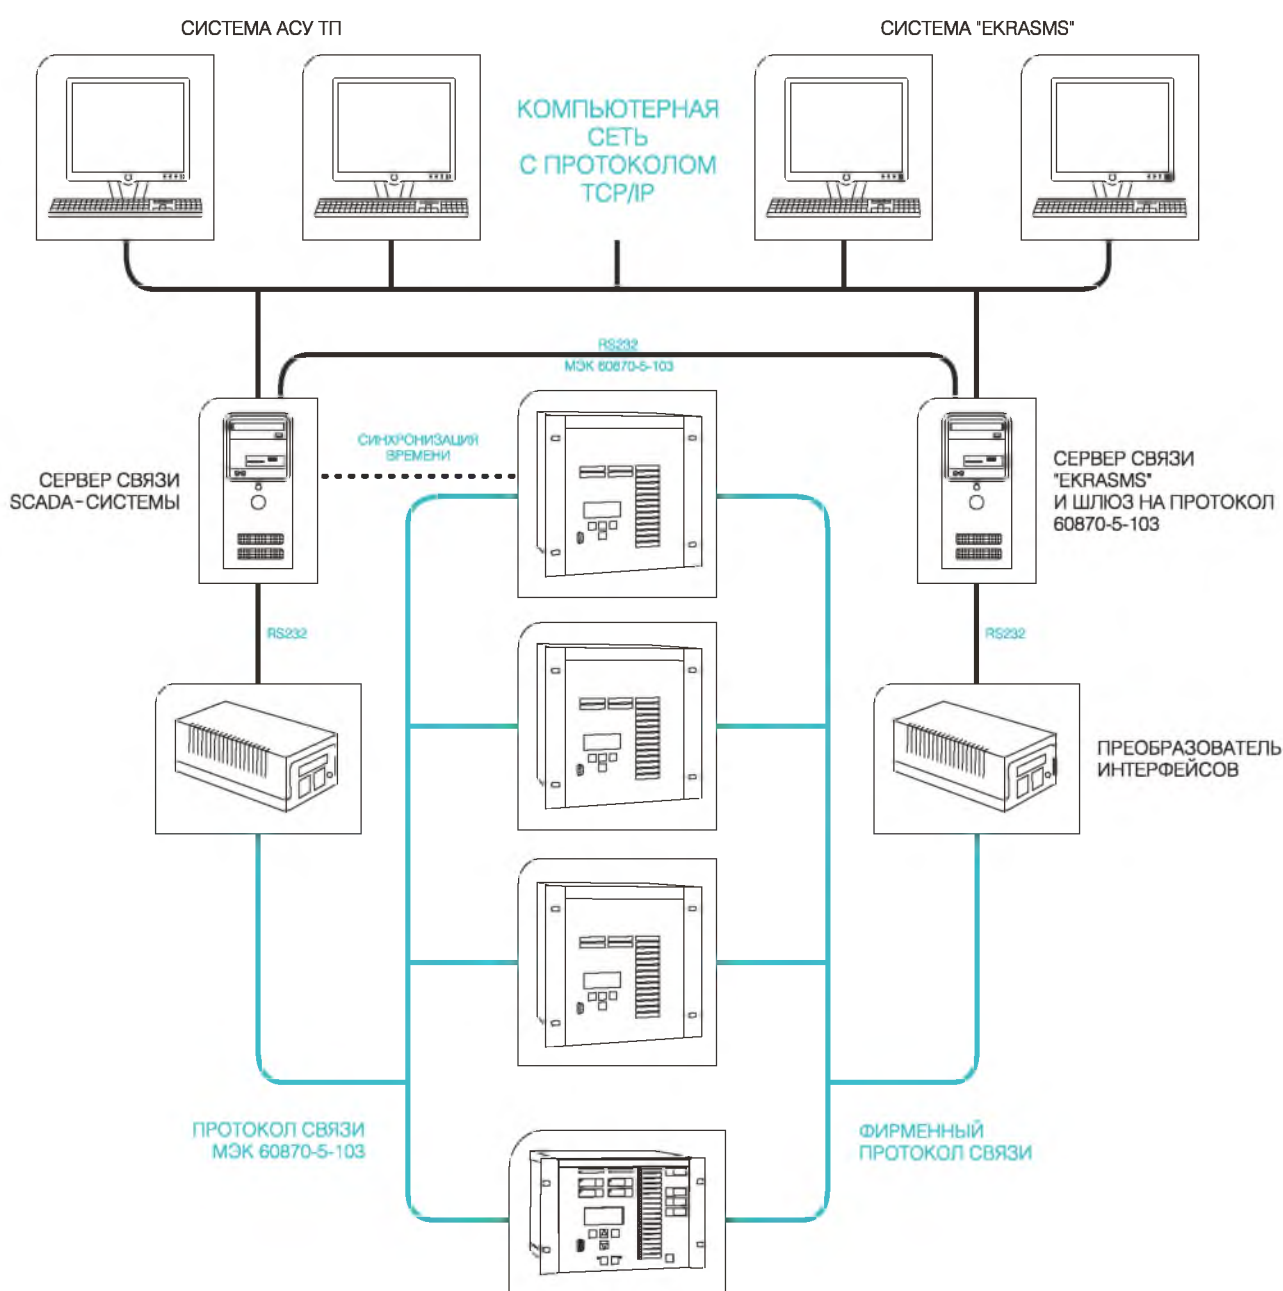 СИСТЕМА АСУ ТП
СИСТЕМА "EKRASMS"
КОМПЬЮТЕРНАЯ
СЕТЬ
С ПРОТОКОЛОМ
TCP/IP
RS232
МЭК 60870-5-103
СИНХРОНИЗАЦИЯ
ВРЕМЕНИ
СЕРВЕР СВЯЗИ
SCADA-СИСТЕМЫ
СЕРВЕР СВЯЗИ
"EKRASMS"
И ШЛЮЗ НА ПРОТОКОЛ
60870-5-103
RS232
RS232
ПРЕОБРАЗОВАТЕЛЬ
ИНТЕРФЕЙСОВ
ПРОТОКОЛ СВЯЗИ
МЭК 60870-5-103
ФИРМЕННЫЙ
ПРОТОКОЛ СВЯЗИ